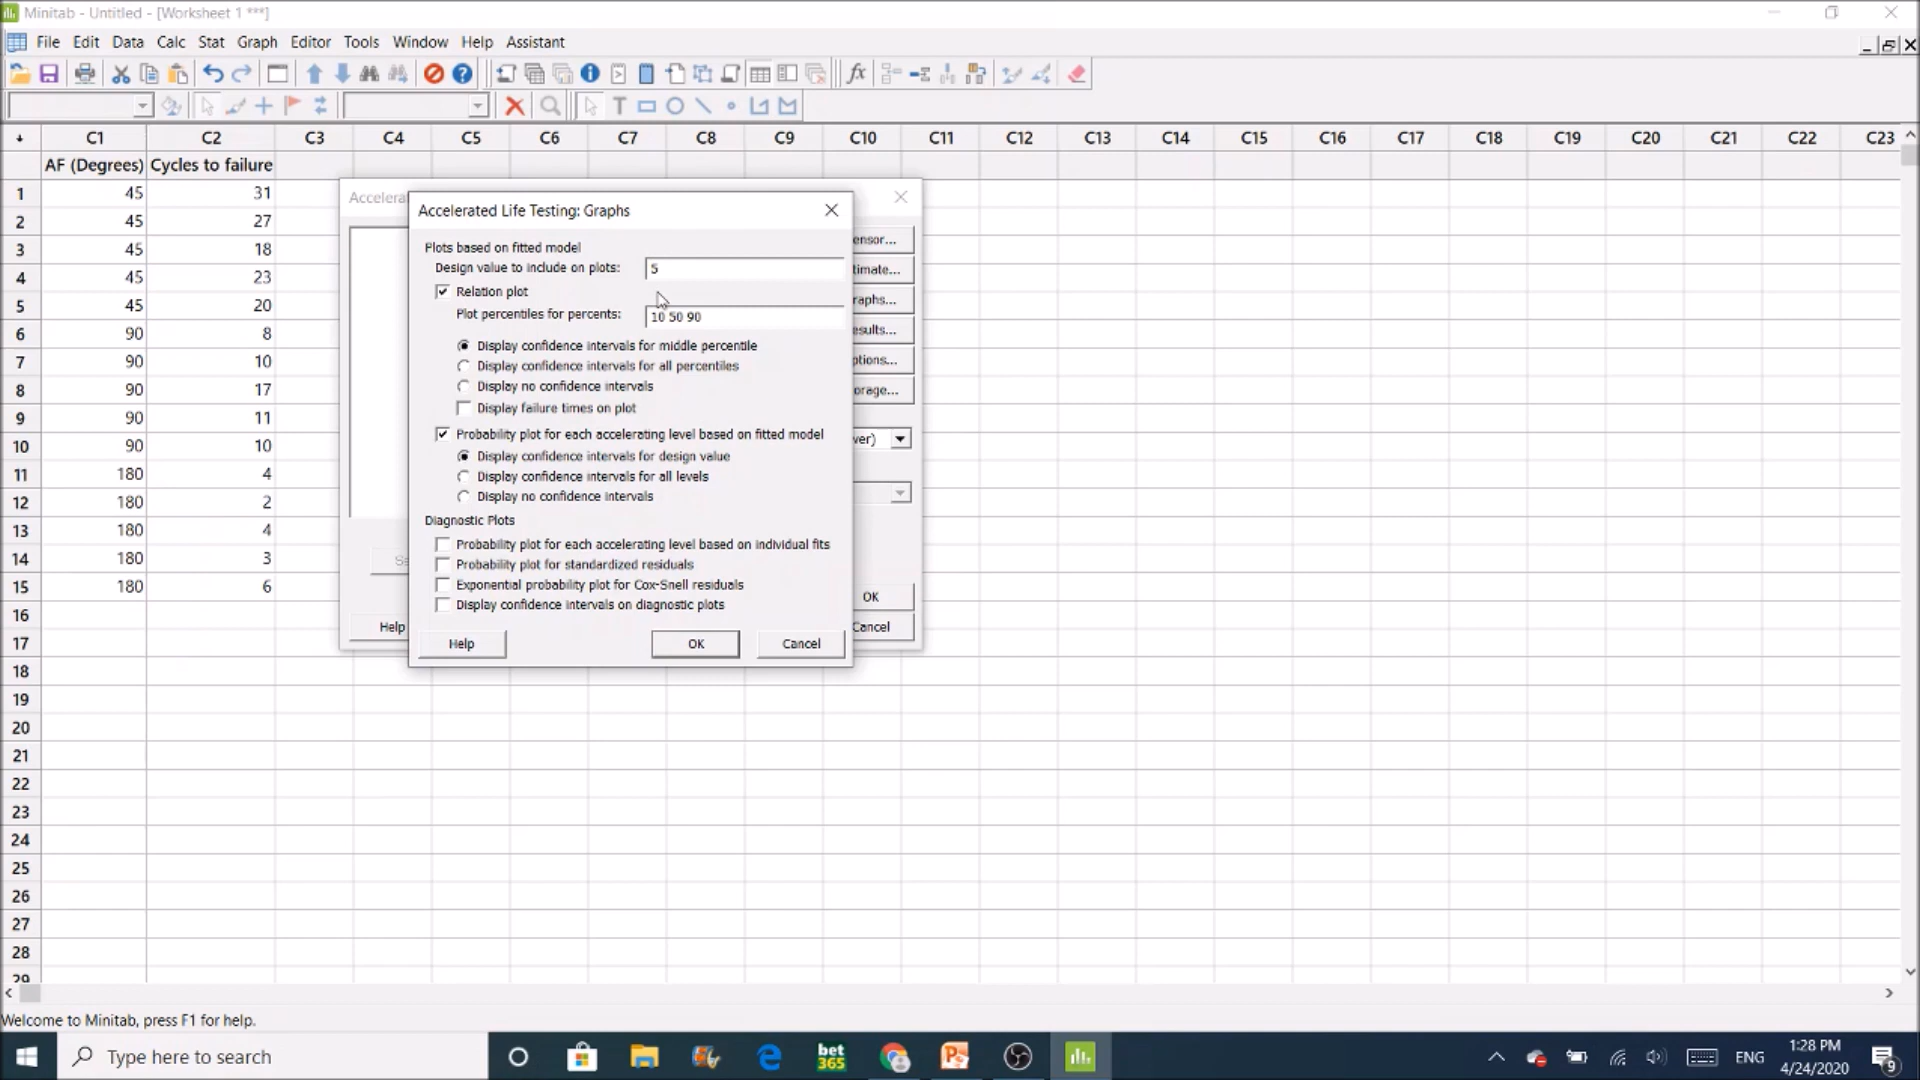 Minitab - Untitled - [Worksheet 1 ***]
File Edit Data Calc Stat Graph Editor Tools Window Help Assistant
C1 C2 C3 C4 C5 C6 C7 C8 C9 C10 C11 C12 C13 C14 C15 C16 C17 C18 C19 C20 C21 C22 C23
AF (Degrees) Cycles to failure
1 45 31
2 45 27
3 45 18
4 45 23
5 45 20
6 90 8
7 90 10
8 90 17
9 90 11
10 90 10
11 180 4
12 180 2
13 180 4
14 180 3
15 180 6
16
17
18
19
20
21
22
23
24
25
26
27
28
29
Accelera
ensor...
timate...
raphs...
esults...
ptions...
orage...
ver)
Se
OK
Help
Cancel
Accelerated Life Testing: Graphs
Plots based on fitted model
Design value to include on plots: 5
Relation plot
Plot percentiles for percents: 10 50 90
Display confidence intervals for middle percentile
Display confidence intervals for all percentiles
Display no confidence intervals
Display failure times on plot
Probability plot for each accelerating level based on fitted model
Display confidence intervals for design value
Display confidence intervals for all levels
Display no confidence intervals
Diagnostic Plots
Probability plot for each accelerating level based on individual fits
Probability plot for standardized residuals
Exponential probability plot for Cox-Snell residuals
Display confidence intervals on diagnostic plots
Help OK Cancel
Welcome to Minitab, press F1 for help.
Type here to search
bet
365
ENG
1:28 PM
4/24/2020
9